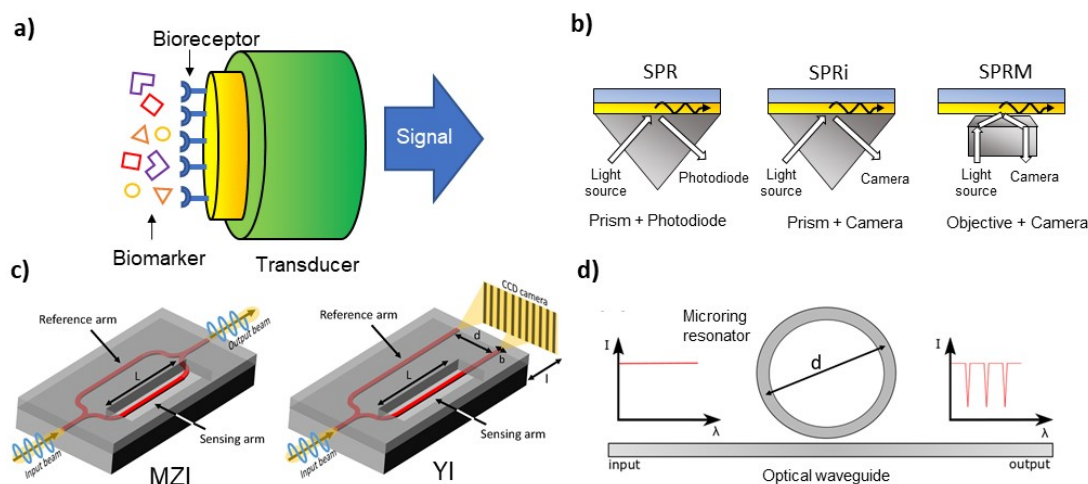 a)
Bioreceptor
Signal
Biomarker
Transducer
b)
SPR
SPRi
SPRM
Light
source
Photodiode
Light
source
Camera
Light
source
Camera
Prism + Photodiode
Prism + Camera
Objective + Camera
c)
Reference arm
Output beam
L
Sensing arm
Input beam
MZI
CCD camera
Reference arm
d
b
l
L
Sensing arm
Input beam
YI
d)
Microring
resonator
I
λ
d
I
λ
input
output
Optical waveguide